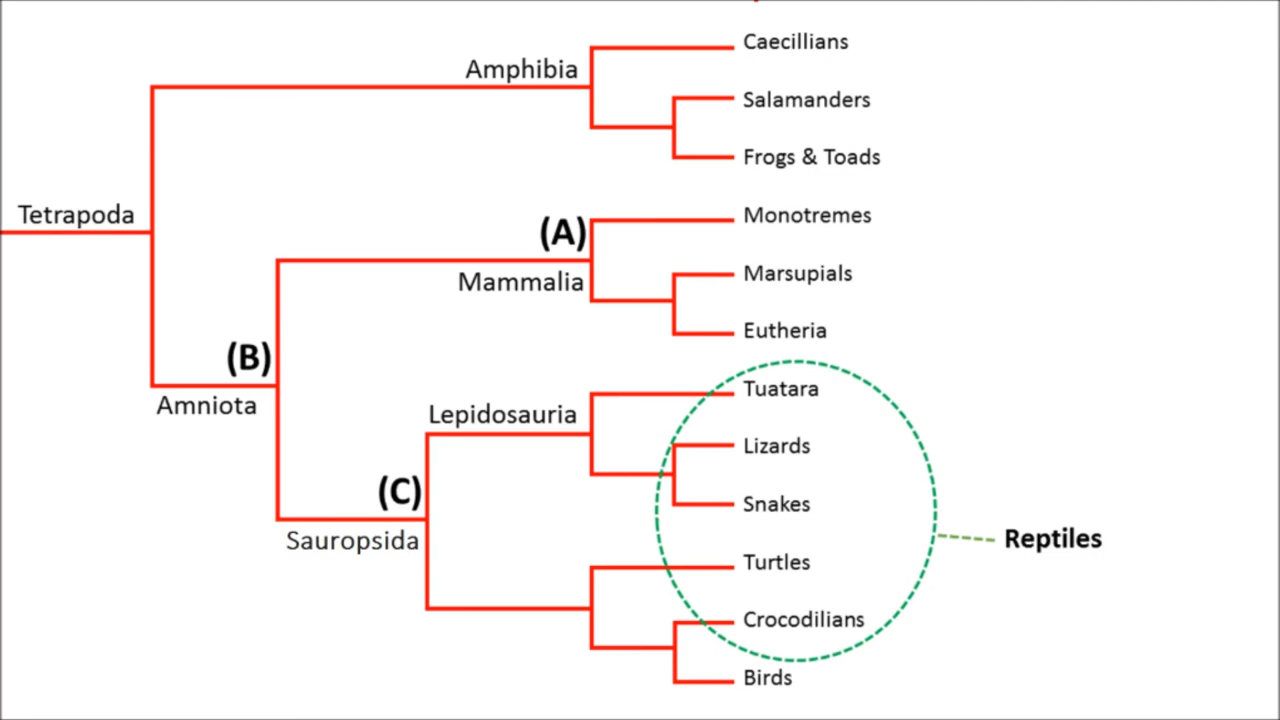 Caecillians
Amphibia
Salamanders
Frogs & Toads
Tetrapoda
Monotremes
(A)
Mammalia
Marsupials
Eutheria
(B)
Amniota
Tuatara
Lepidosauria
Lizards
(C)
Snakes
Sauropsida
Reptiles
Turtles
Crocodilians
Birds